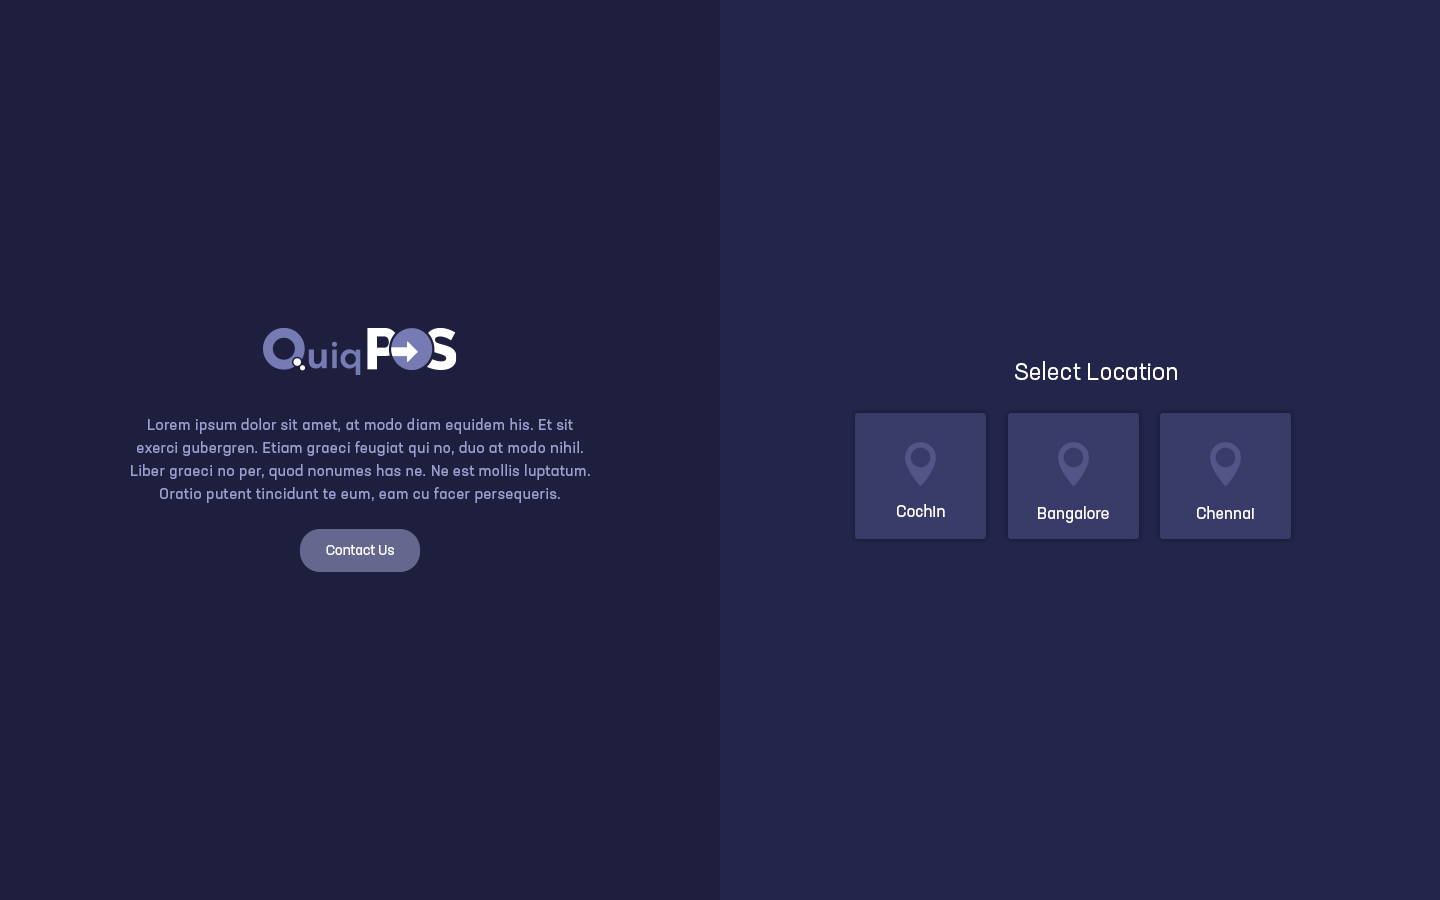 QuiqPOS
Lorem ipsum dolor sit amet, at modo diam equidem his. Et sit
exerci gubergren. Etiam graeci feugiat qui no, duo at modo nihil.
Liber graeci no per, quod nonumes has ne. Ne est mollis luptatum.
Oratio putent tincidunt te eum, eam cu facer persequeris.
Contact Us
Select Location
Cochin
Bangalore
Chennai